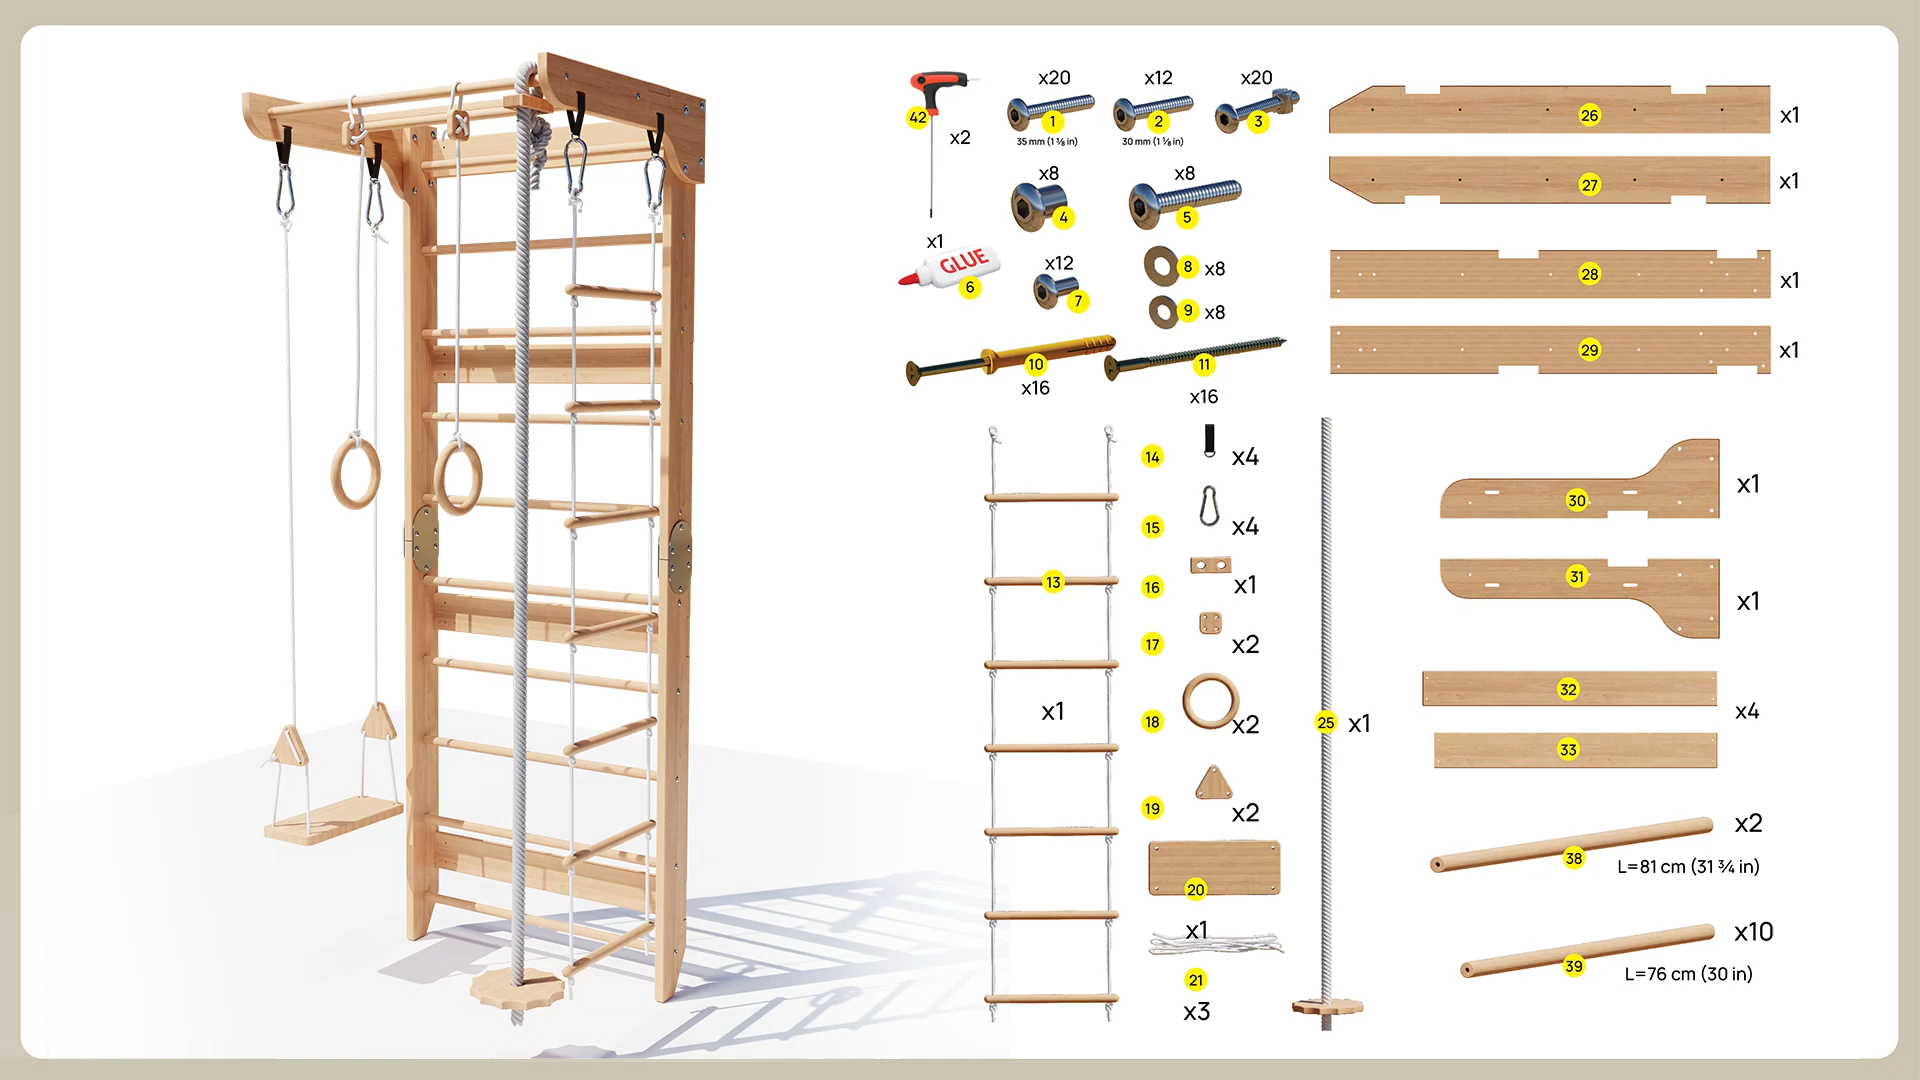 x20
x12
x20
42
1
2
3
x2
35 mm (1 ⅜ in)
30 mm (1 ⅛ in)
x8
x8
4
5
x1
GLUE
6
x12
7
8
x8
9
x8
10
x16
11
x16
13
x1
14
x4
15
x4
16
x1
17
x2
18
x2
19
x2
20
x1
21
x3
25
x1
26
x1
27
x1
28
x1
29
x1
30
x1
31
x1
32
x4
33
38
x2
L=81 cm (31 ¾ in)
39
x10
L=76 cm (30 in)